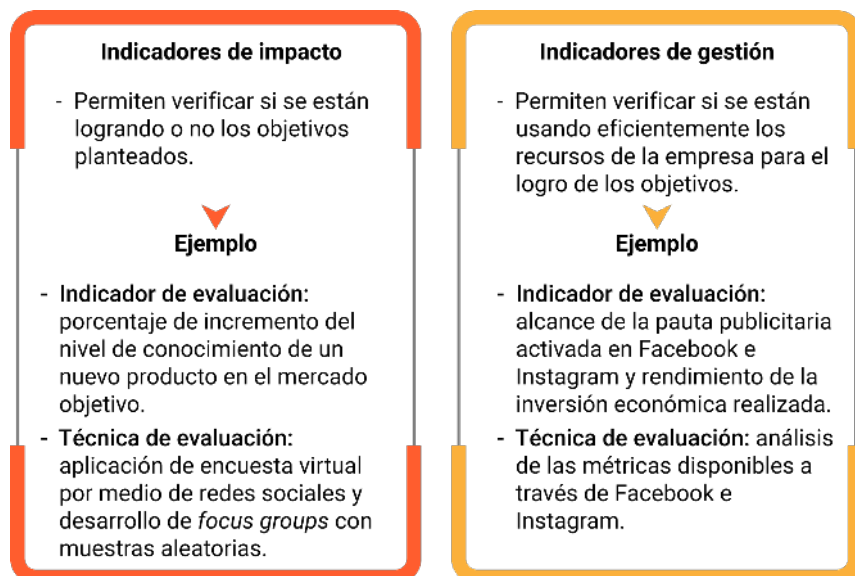 Indicadores de impacto
- Permiten verificar si se están
logrando o no los objetivos
planteados.
Ejemplo
- Indicador de evaluación:
porcentaje de incremento del
nivel de conocimiento de un
nuevo producto en el mercado
objetivo.
- Técnica de evaluación:
aplicación de encuesta virtual
por medio de redes sociales y
desarrollo de focus groups con
muestras aleatorias.
Indicadores de gestión
- Permiten verificar si se están
usando eficientemente los
recursos de la empresa para el
logro de los objetivos.
Ejemplo
- Indicador de evaluación:
alcance de la pauta publicitaria
activada en Facebook e
Instagram y rendimiento de la
inversión económica realizada.
- Técnica de evaluación: análisis
de las métricas disponibles a
través de Facebook e
Instagram.